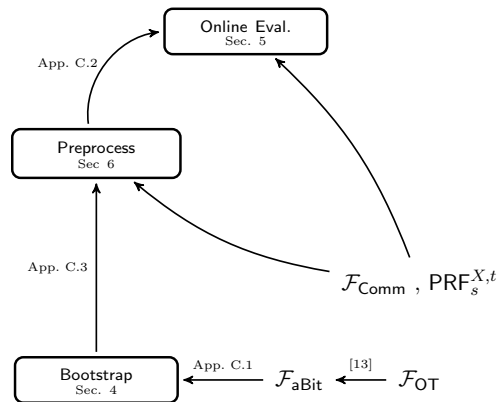 Online Eval.
Sec. 5
App. C.2
Preprocess
Sec 6
App. C.3
𝓕Comm , PRF_s^{X,t}
Bootstrap
Sec. 4
App. C.1
𝓕aBit
[13]
𝓕OT